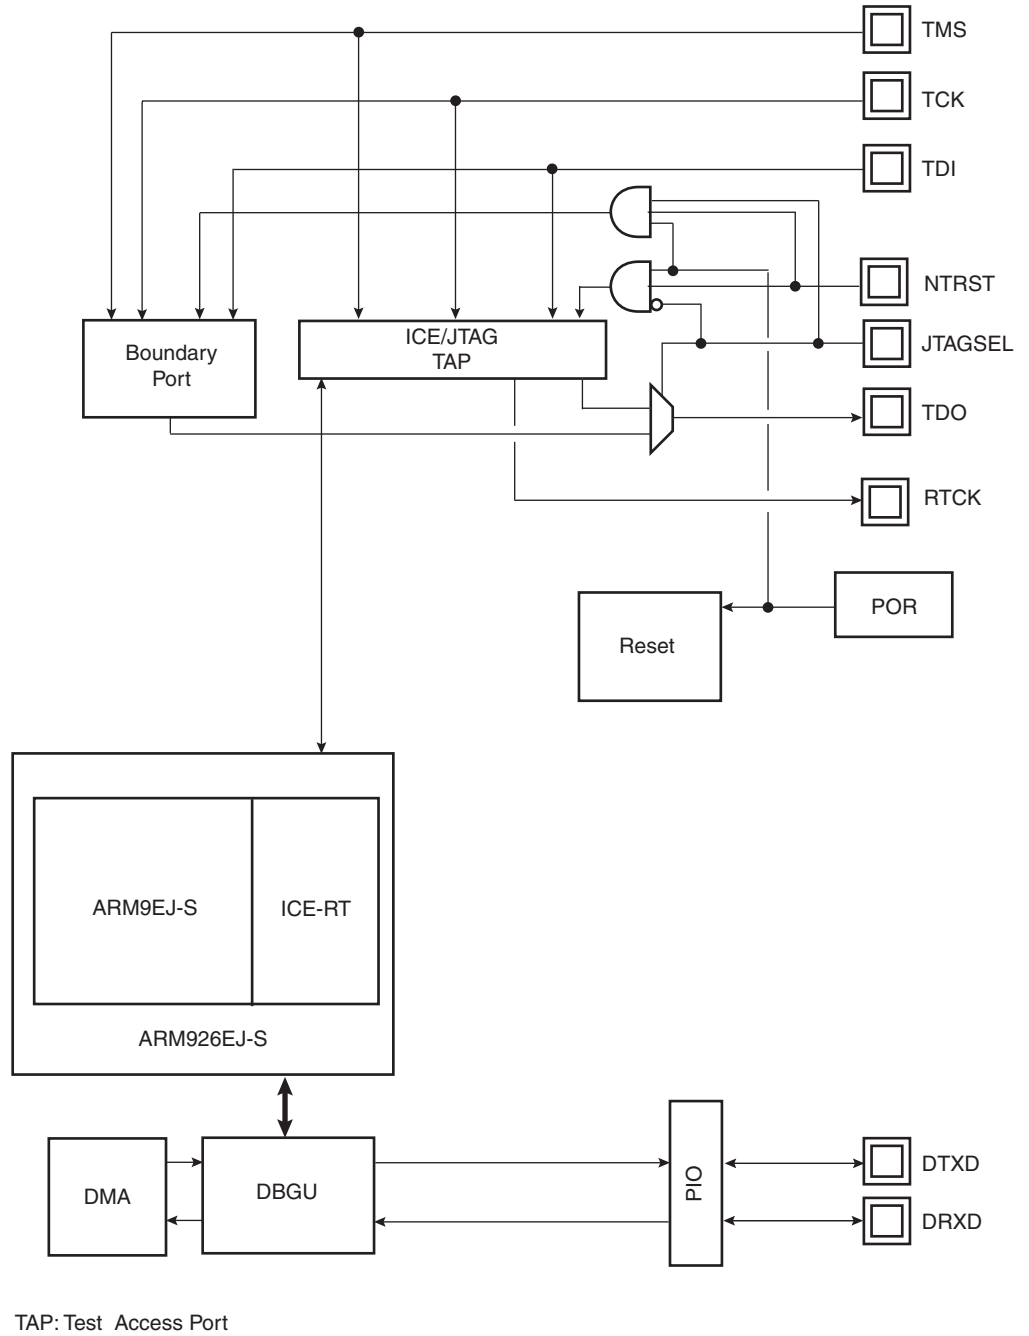 TMS
TCK
TDI
NTRST
JTAGSEL
ICE/JTAG
TAP
Boundary
Port
TDO
RTCK
POR
Reset
ARM9EJ-S
ICE-RT
ARM926EJ-S
DMA
DBGU
PIO
DTXD
DRXD
TAP: Test Access Port